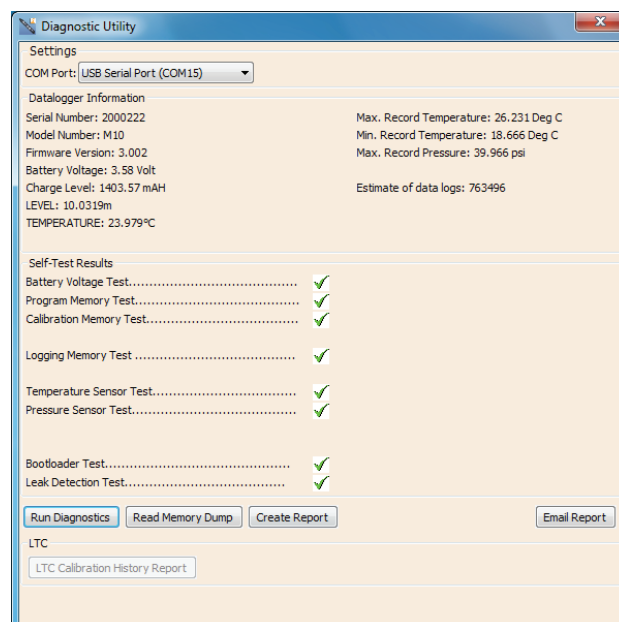 Diagnostic Utility
Settings
COM Port: USB Serial Port (COM15)
Datalogger Information
Serial Number: 2000222
Max. Record Temperature: 26.231 Deg C
Model Number: M10
Min. Record Temperature: 18.666 Deg C
Firmware Version: 3.002
Max. Record Pressure: 39.966 psi
Battery Voltage: 3.58 Volt
Charge Level: 1403.57 mAH
Estimate of data logs: 763496
LEVEL: 10.0319m
TEMPERATURE: 23.979°C
Self-Test Results
Battery Voltage Test.........................................
Program Memory Test........................................
Calibration Memory Test.....................................
Logging Memory Test .......................................
Temperature Sensor Test...................................
Pressure Sensor Test........................................
Bootloader Test.............................................
Leak Detection Test.......................................
Run Diagnostics Read Memory Dump Create Report Email Report
LTC
LTC Calibration History Report